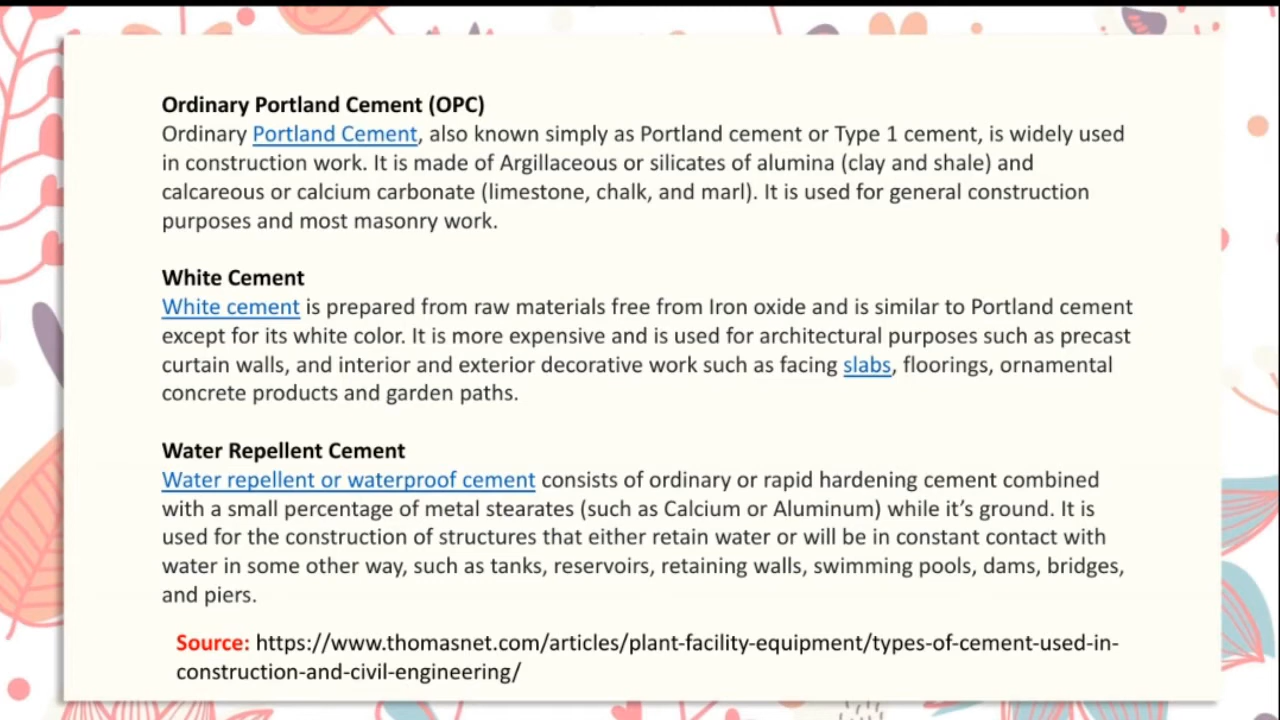 Ordinary Portland Cement (OPC)
Ordinary Portland Cement, also known simply as Portland cement or Type 1 cement, is widely used
in construction work. It is made of Argillaceous or silicates of alumina (clay and shale) and
calcareous or calcium carbonate (limestone, chalk, and marl). It is used for general construction
purposes and most masonry work.
White Cement
White cement is prepared from raw materials free from Iron oxide and is similar to Portland cement
except for its white color. It is more expensive and is used for architectural purposes such as precast
curtain walls, and interior and exterior decorative work such as facing slabs, floorings, ornamental
concrete products and garden paths.
Water Repellent Cement
Water repellent or waterproof cement consists of ordinary or rapid hardening cement combined
with a small percentage of metal stearates (such as Calcium or Aluminum) while it’s ground. It is
used for the construction of structures that either retain water or will be in constant contact with
water in some other way, such as tanks, reservoirs, retaining walls, swimming pools, dams, bridges,
and piers.
Source: https://www.thomasnet.com/articles/plant-facility-equipment/types-of-cement-used-in-
construction-and-civil-engineering/